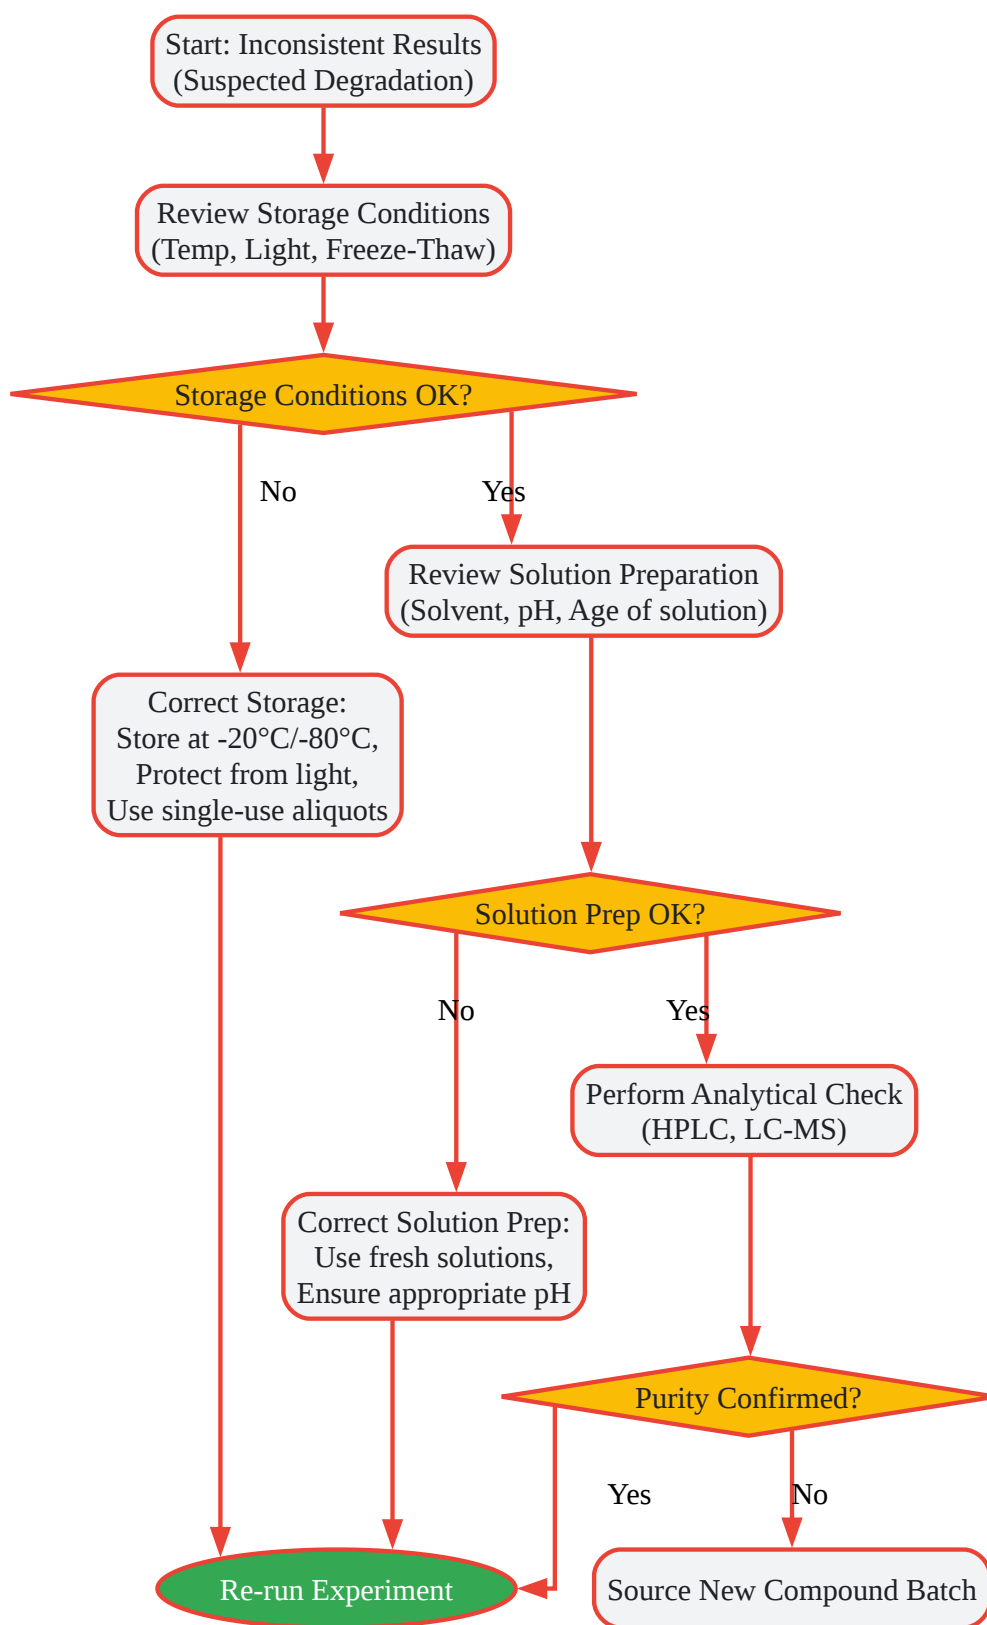 Start: Inconsistent Results
(Suspected Degradation)
Review Storage Conditions
(Temp, Light, Freeze-Thaw)
Storage Conditions OK?
No
Yes
Review Solution Preparation
(Solvent, pH, Age of solution)
Correct Storage:
Store at -20°C/-80°C,
Protect from light,
Use single-use aliquots
Solution Prep OK?
No
Yes
Perform Analytical Check
(HPLC, LC-MS)
Correct Solution Prep:
Use fresh solutions,
Ensure appropriate pH
Purity Confirmed?
Yes
No
Re-run Experiment
Source New Compound Batch